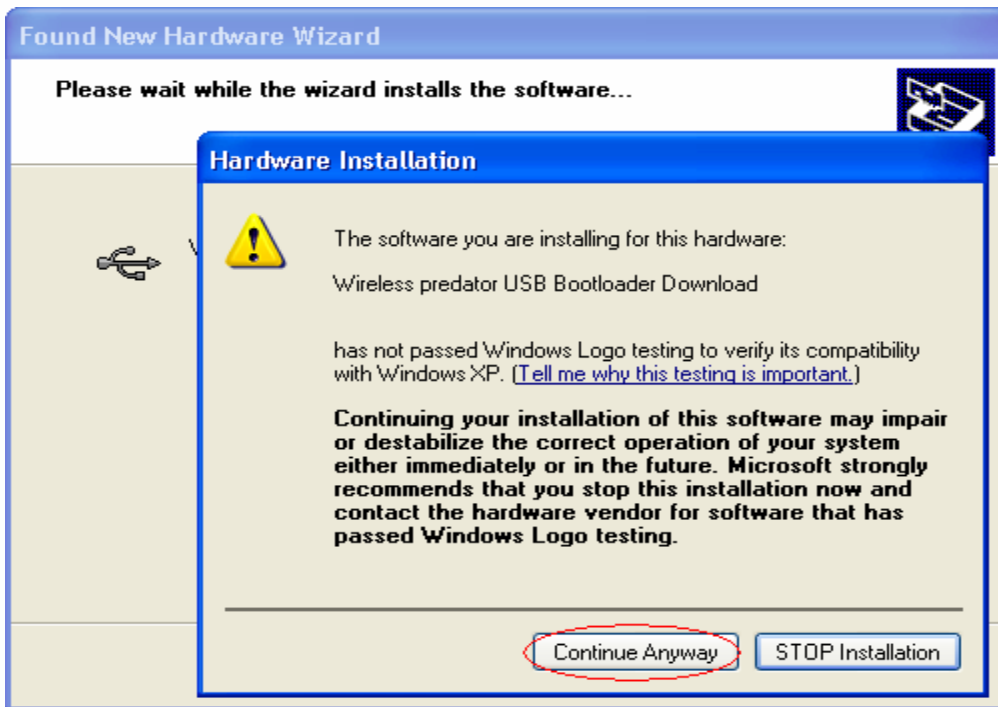 Found New Hardware Wizard
Please wait while the wizard installs the software...
Hardware Installation
The software you are installing for this hardware:
Wireless predator USB Bootloader Download
has not passed Windows Logo testing to verify its compatibility
with Windows XP. (Tell me why this testing is important.)
Continuing your installation of this software may impair
or destabilize the correct operation of your system
either immediately or in the future. Microsoft strongly
recommends that you stop this installation now and
contact the hardware vendor for software that has
passed Windows Logo testing.
Continue Anyway
STOP Installation